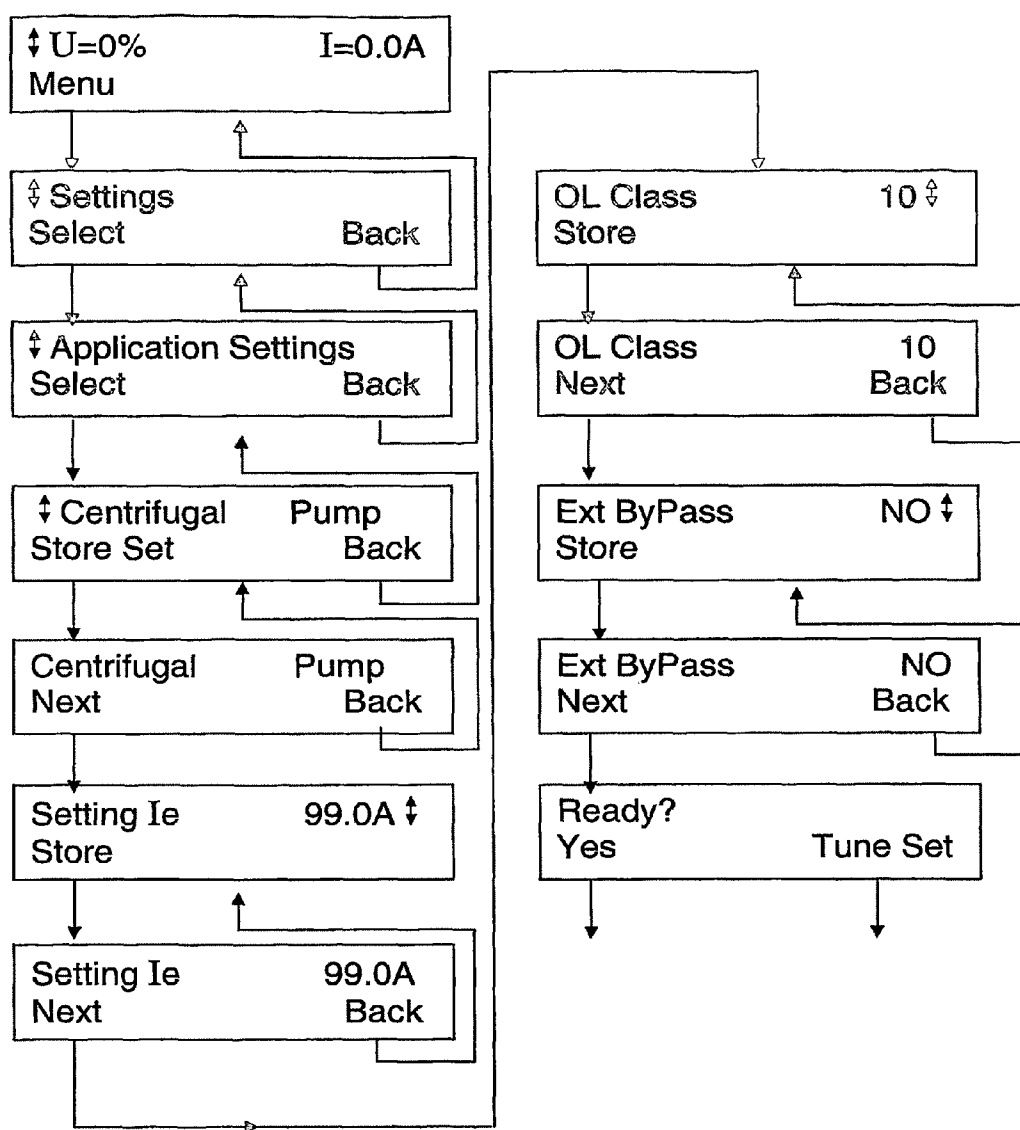 U=0% I=0.0A
Menu
Settings
Select Back
Application Settings
Select Back
Centrifugal Pump
Store Set Back
Centrifugal Pump
Next Back
Setting Ie 99.0A
Store
Setting Ie 99.0A
Next Back
OL Class 10
Store
OL Class 10
Next Back
Ext ByPass NO
Store
Ext ByPass NO
Next Back
Ready?
Yes Tune Set